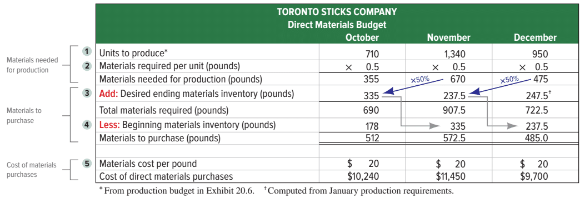 TORONTO STICKS COMPANY
Direct Materials Budget
October November December
Materials needed for production
1 Units to produce* 710 1,340 950
2 Materials required per unit (pounds) × 0.5 × 0.5 × 0.5
Materials needed for production (pounds) 355 ×50% 670 ×50% 475
Materials to purchase
3 Add: Desired ending materials inventory (pounds) 335 237.5 247.5†
Total materials required (pounds) 690 907.5 722.5
4 Less: Beginning materials inventory (pounds) 178 335 237.5
Materials to purchase (pounds) 512 572.5 485.0
Cost of materials purchases
5 Materials cost per pound $ 20 $ 20 $ 20
Cost of direct materials purchases $10,240 $11,450 $9,700
*From production budget in Exhibit 20.6. †Computed from January production requirements.